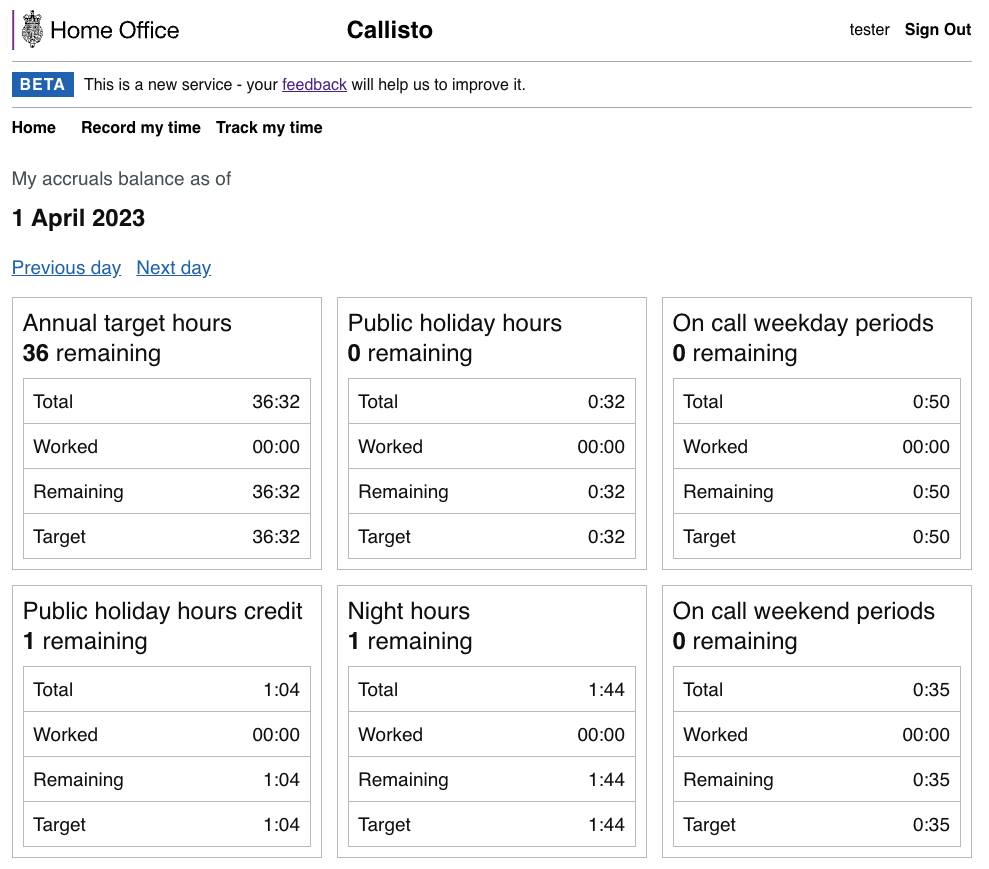 Home Office Callisto tester Sign Out
BETA This is a new service - your feedback will help us to improve it.
Home Record my time Track my time
My accruals balance as of
1 April 2023
Previous day Next day
Annual target hours
36 remaining
Total 36:32
Worked 00:00
Remaining 36:32
Target 36:32
Public holiday hours
0 remaining
Total 0:32
Worked 00:00
Remaining 0:32
Target 0:32
On call weekday periods
0 remaining
Total 0:50
Worked 00:00
Remaining 0:50
Target 0:50
Public holiday hours credit
1 remaining
Total 1:04
Worked 00:00
Remaining 1:04
Target 1:04
Night hours
1 remaining
Total 1:44
Worked 00:00
Remaining 1:44
Target 1:44
On call weekend periods
0 remaining
Total 0:35
Worked 00:00
Remaining 0:35
Target 0:35